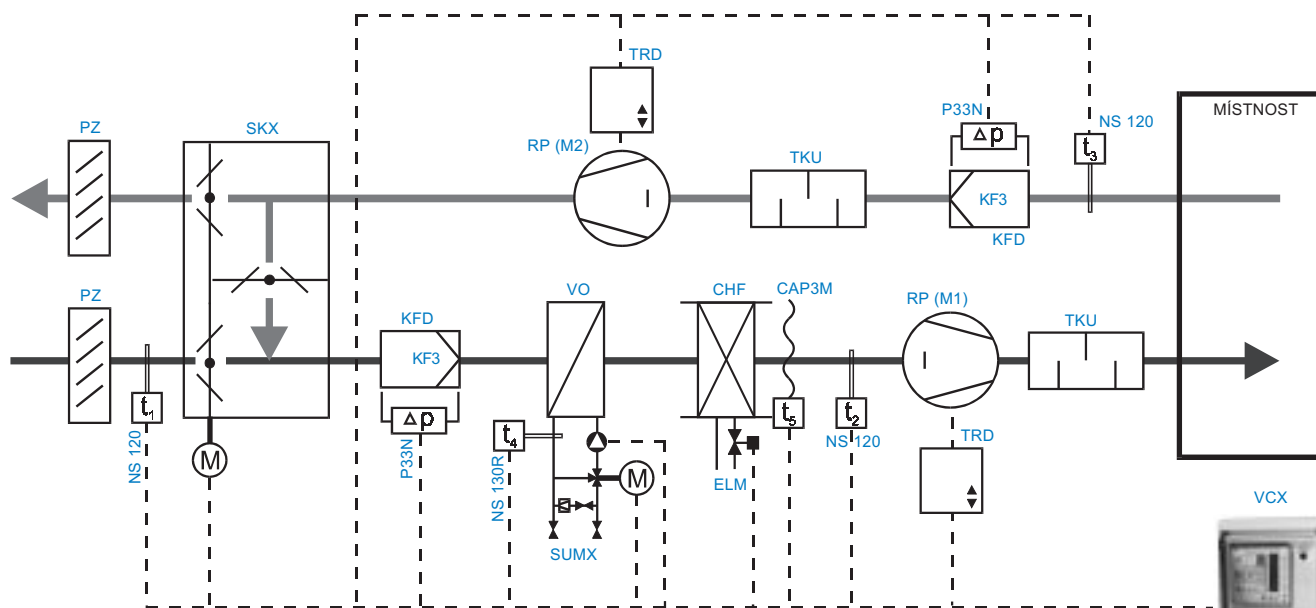 TRD
P33N
MÍSTNOST
PZ
SKX
RP (M2)
Δp
NS 120
TKU
t3
KF3
KFD
PZ
VO
CHF
CAP3M
RP (M1)
KFD
TKU
KF3
t1
Δp
t4
t5
t2
NS 120
TRD
NS 120
M
P33N
NS 130R
M
ELM
VCX
SUMX